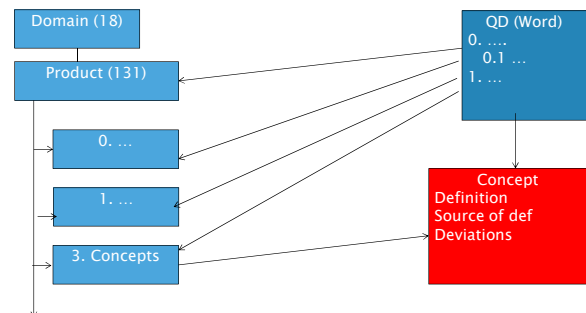 Domain (18)
Product (131)
0. ...
1. ...
3. Concepts
QD (Word)
0. ....
0.1 ...
1. ...
Concept
Definition
Source of def
Deviations